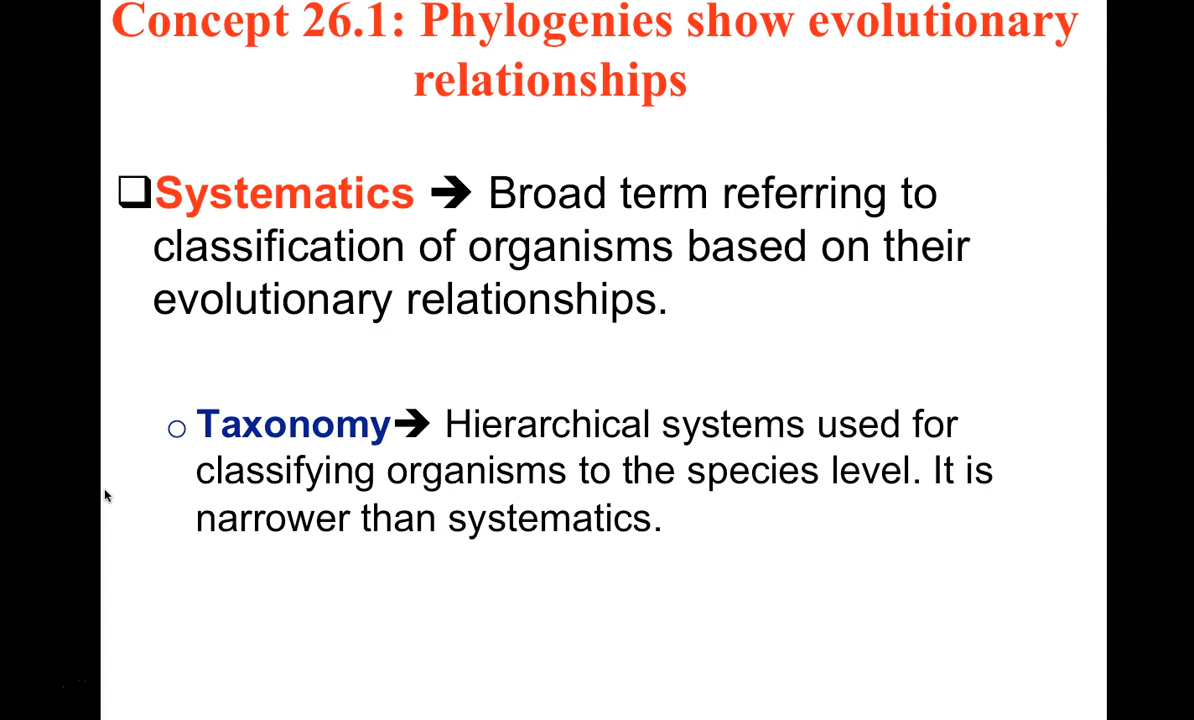 Concept 26.1: Phylogenies show evolutionary
relationships
❑Systematics ➔ Broad term referring to
classification of organisms based on their
evolutionary relationships.
o Taxonomy➔ Hierarchical systems used for
classifying organisms to the species level. It is
narrower than systematics.